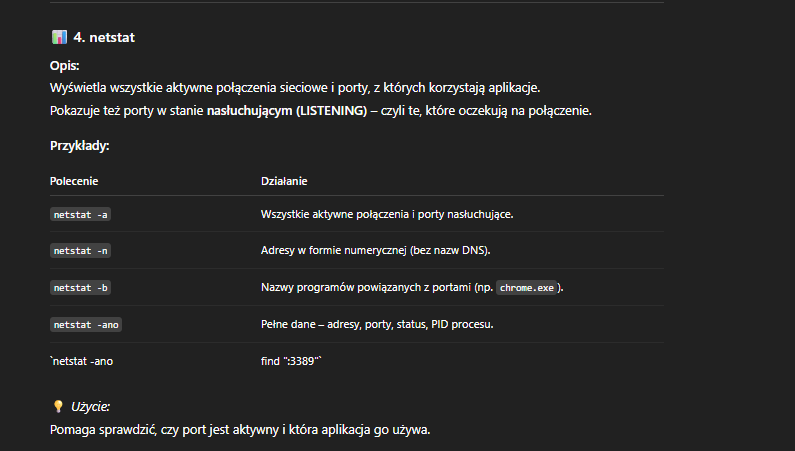 📊 4. netstat
Opis:
Wyświetla wszystkie aktywne połączenia sieciowe i porty, z których korzystają aplikacje.
Pokazuje też porty w stanie nasłuchującym (LISTENING) – czyli te, które oczekują na połączenie.
Przykłady:
Polecenie Działanie
netstat -a Wszystkie aktywne połączenia i porty nasłuchujące.
netstat -n Adresy w formie numerycznej (bez nazw DNS).
netstat -b Nazwy programów powiązanych z portami (np. chrome.exe).
netstat -ano Pełne dane – adresy, porty, status, PID procesu.
`netstat -ano find ":3389"`
💡 Użycie:
Pomaga sprawdzić, czy port jest aktywny i która aplikacja go używa.